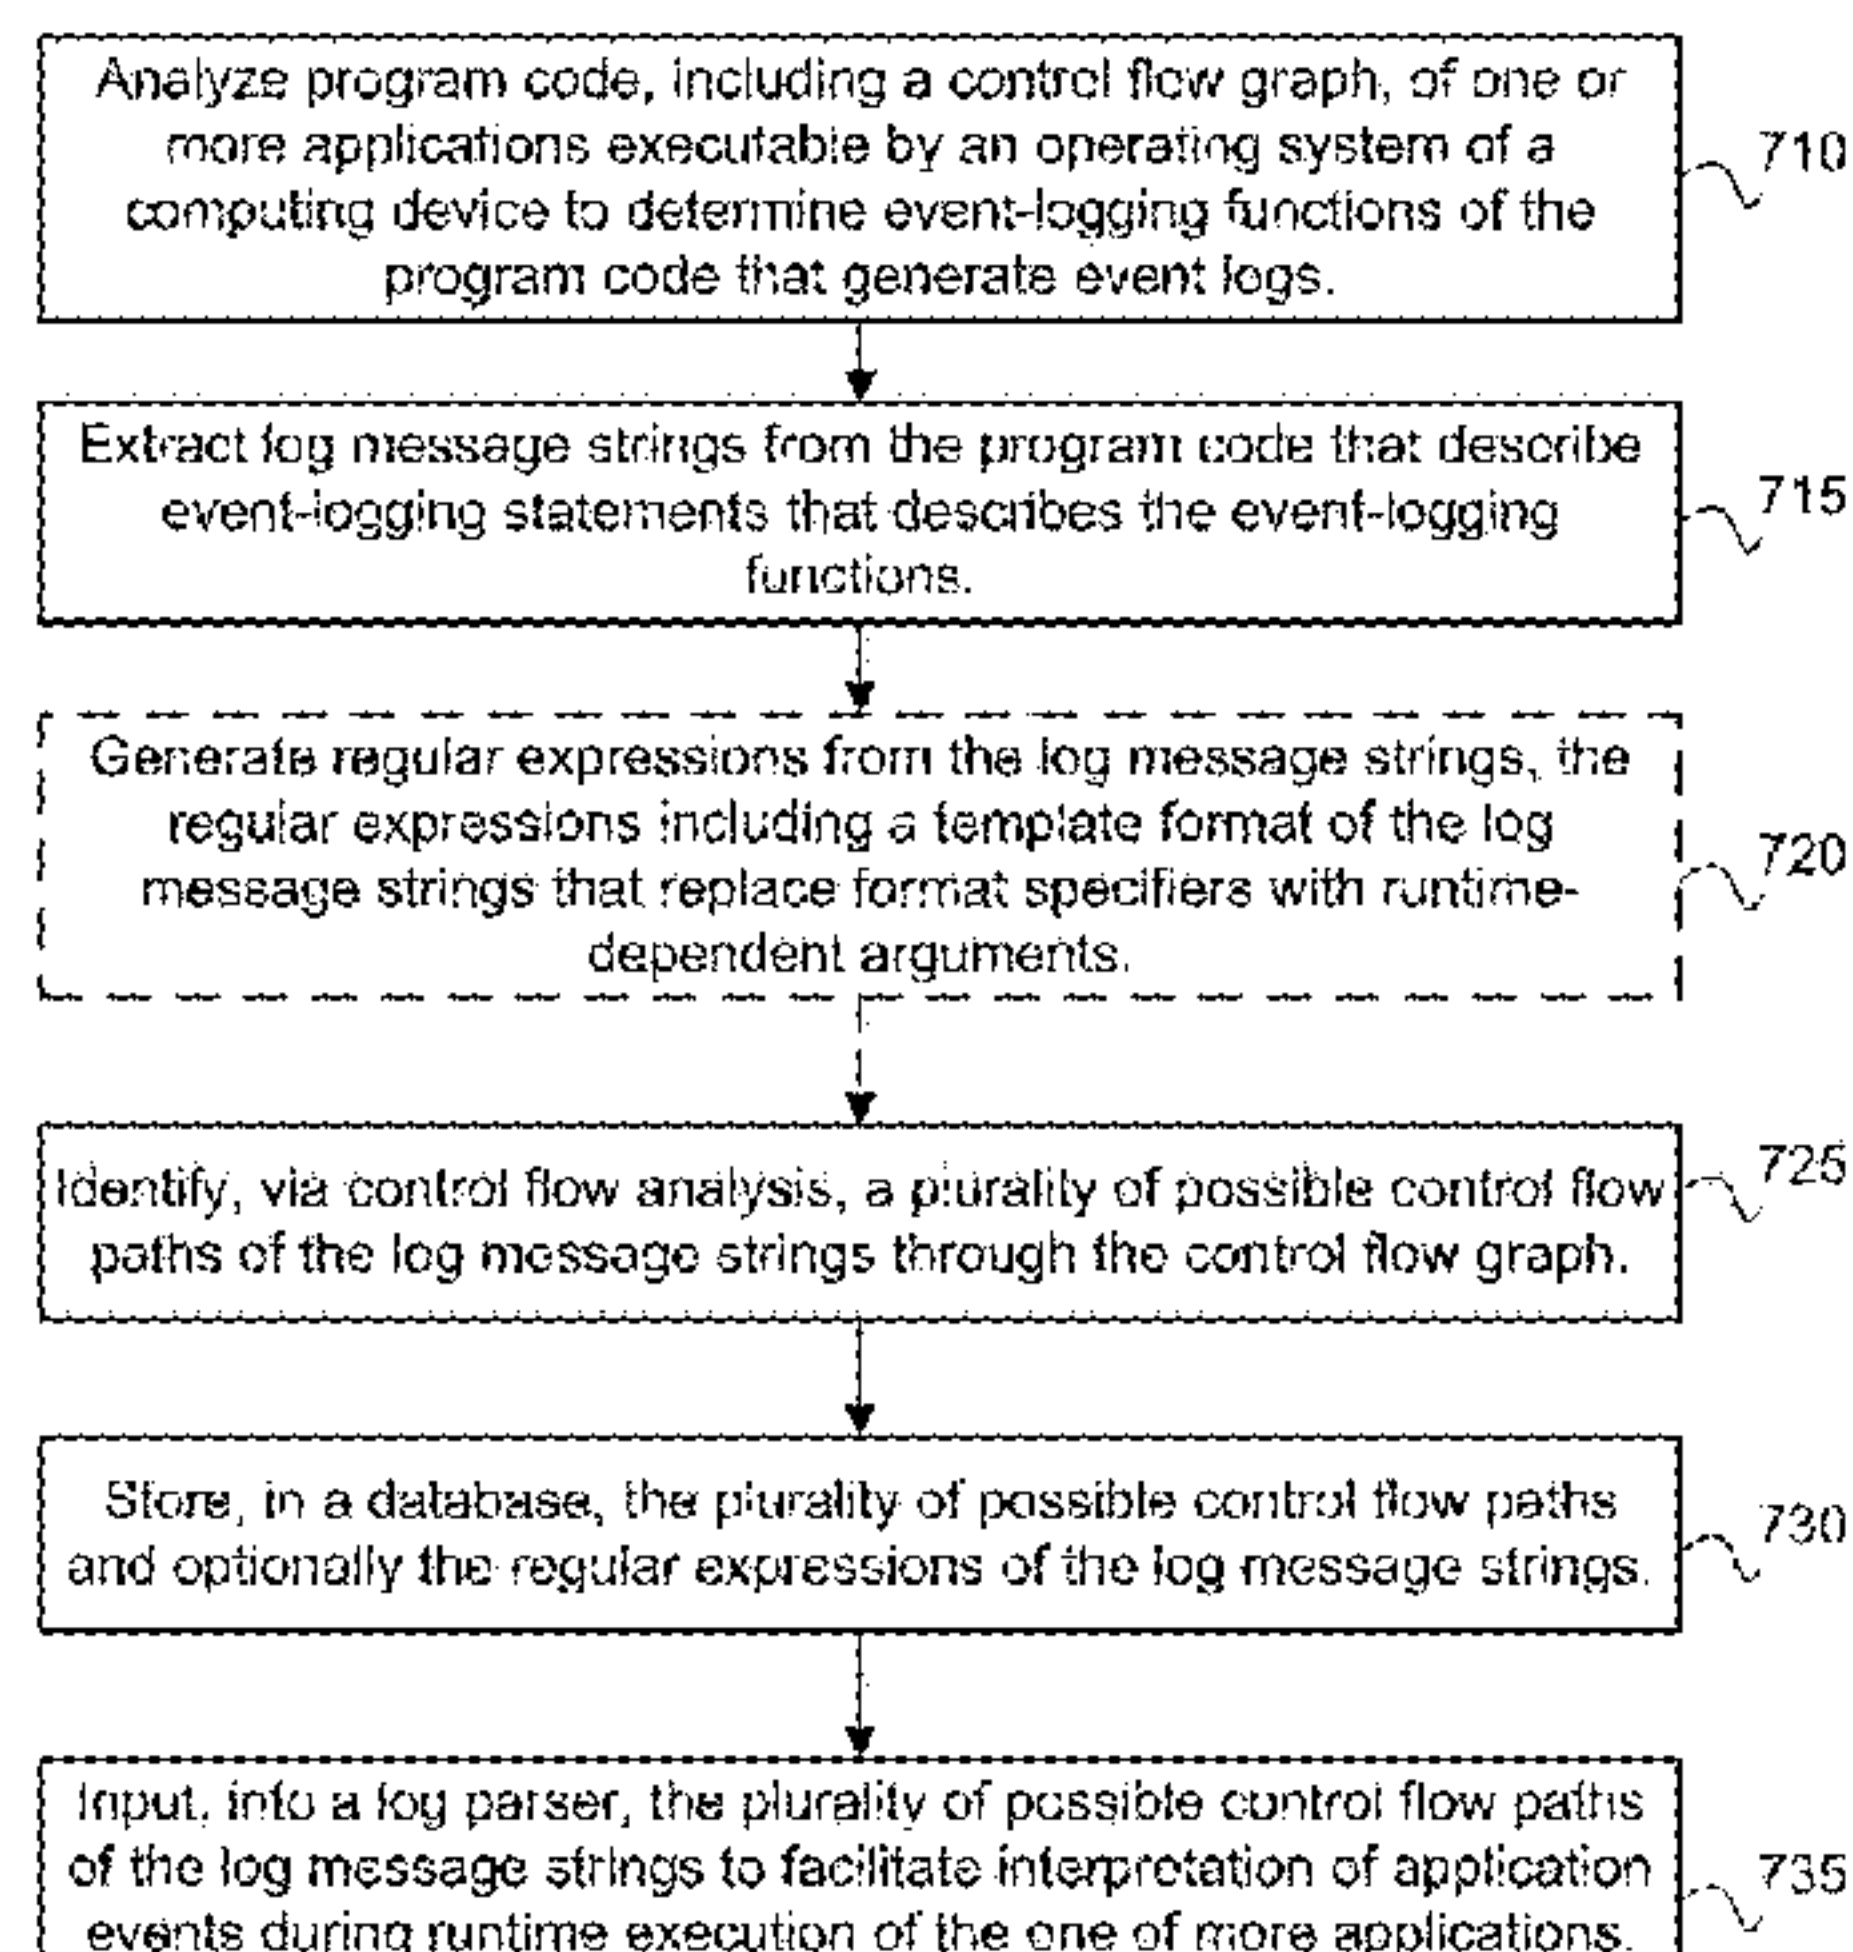 Analyze program code, including a control flow graph, of one or
more applications executable by an operating system of a
computing device to determine event-logging functions of the
program code that generate event logs.
710
Extract log message strings from the program code that describe
event-logging statements that describes the event-logging
functions.
715
Generate regular expressions from the log message strings, the
regular expressions including a template format of the log
message strings that replace format specifiers with runtime-
dependent arguments.
720
Identify, via control flow analysis, a plurality of possible control flow
paths of the log message strings through the control flow graph.
725
Store, in a database, the plurality of possible control flow paths
and optionally the regular expressions of the log message strings.
730
Input, into a log parser, the plurality of possible control flow paths
of the log message strings to facilitate interpretation of application
events during runtime execution of the one of more applications.
735